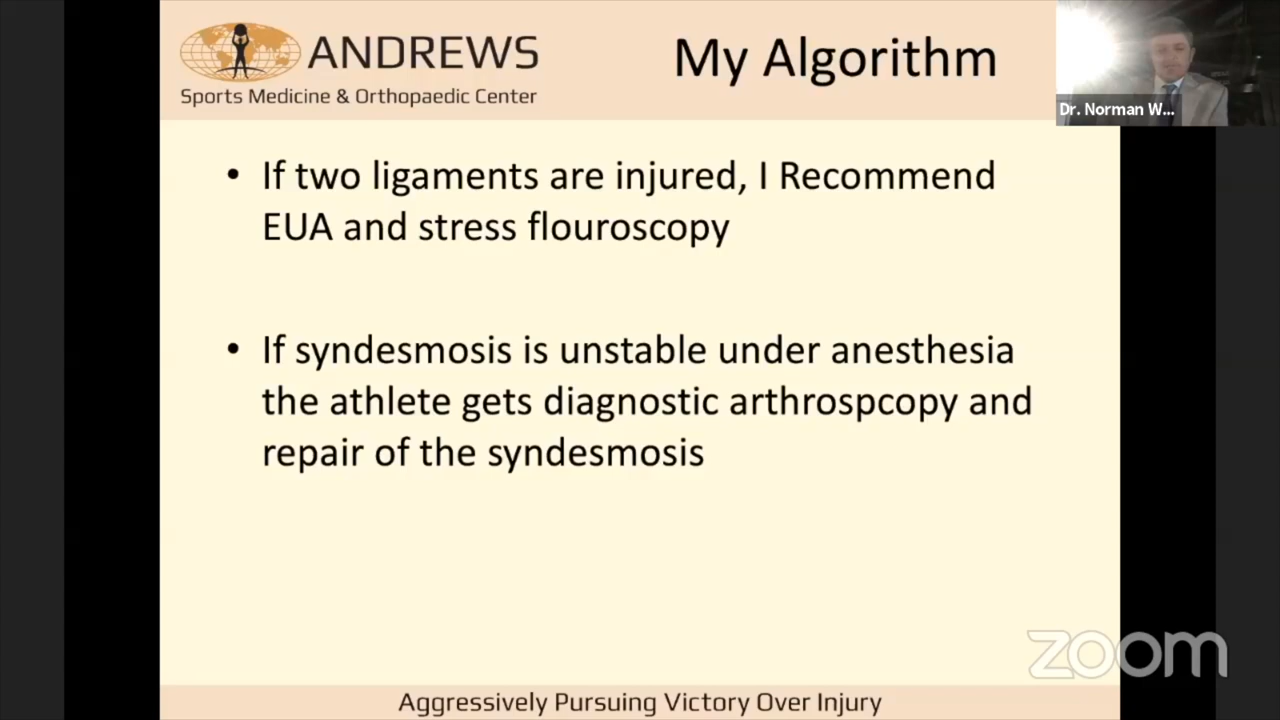 ANDREWS
Sports Medicine & Orthopaedic Center
My Algorithm
Dr. Norman W...
• If two ligaments are injured, I Recommend
EUA and stress flouroscopy
• If syndesmosis is unstable under anesthesia
the athlete gets diagnostic arthrospcopy and
repair of the syndesmosis
zoom
Aggressively Pursuing Victory Over Injury